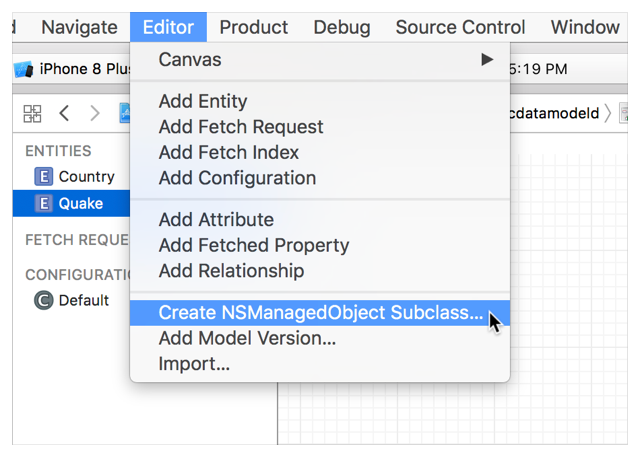 Navigate Editor Product Debug Source Control Window
iPhone 8 Plus
5:19 PM
Canvas
Add Entity
Add Fetch Request
Add Fetch Index
Add Configuration
Add Attribute
Add Fetched Property
Add Relationship
Create NSManagedObject Subclass...
Add Model Version...
Import...
cdatamodeld
ENTITIES
E Country
E Quake
FETCH REQUE
CONFIGURATIO
C Default